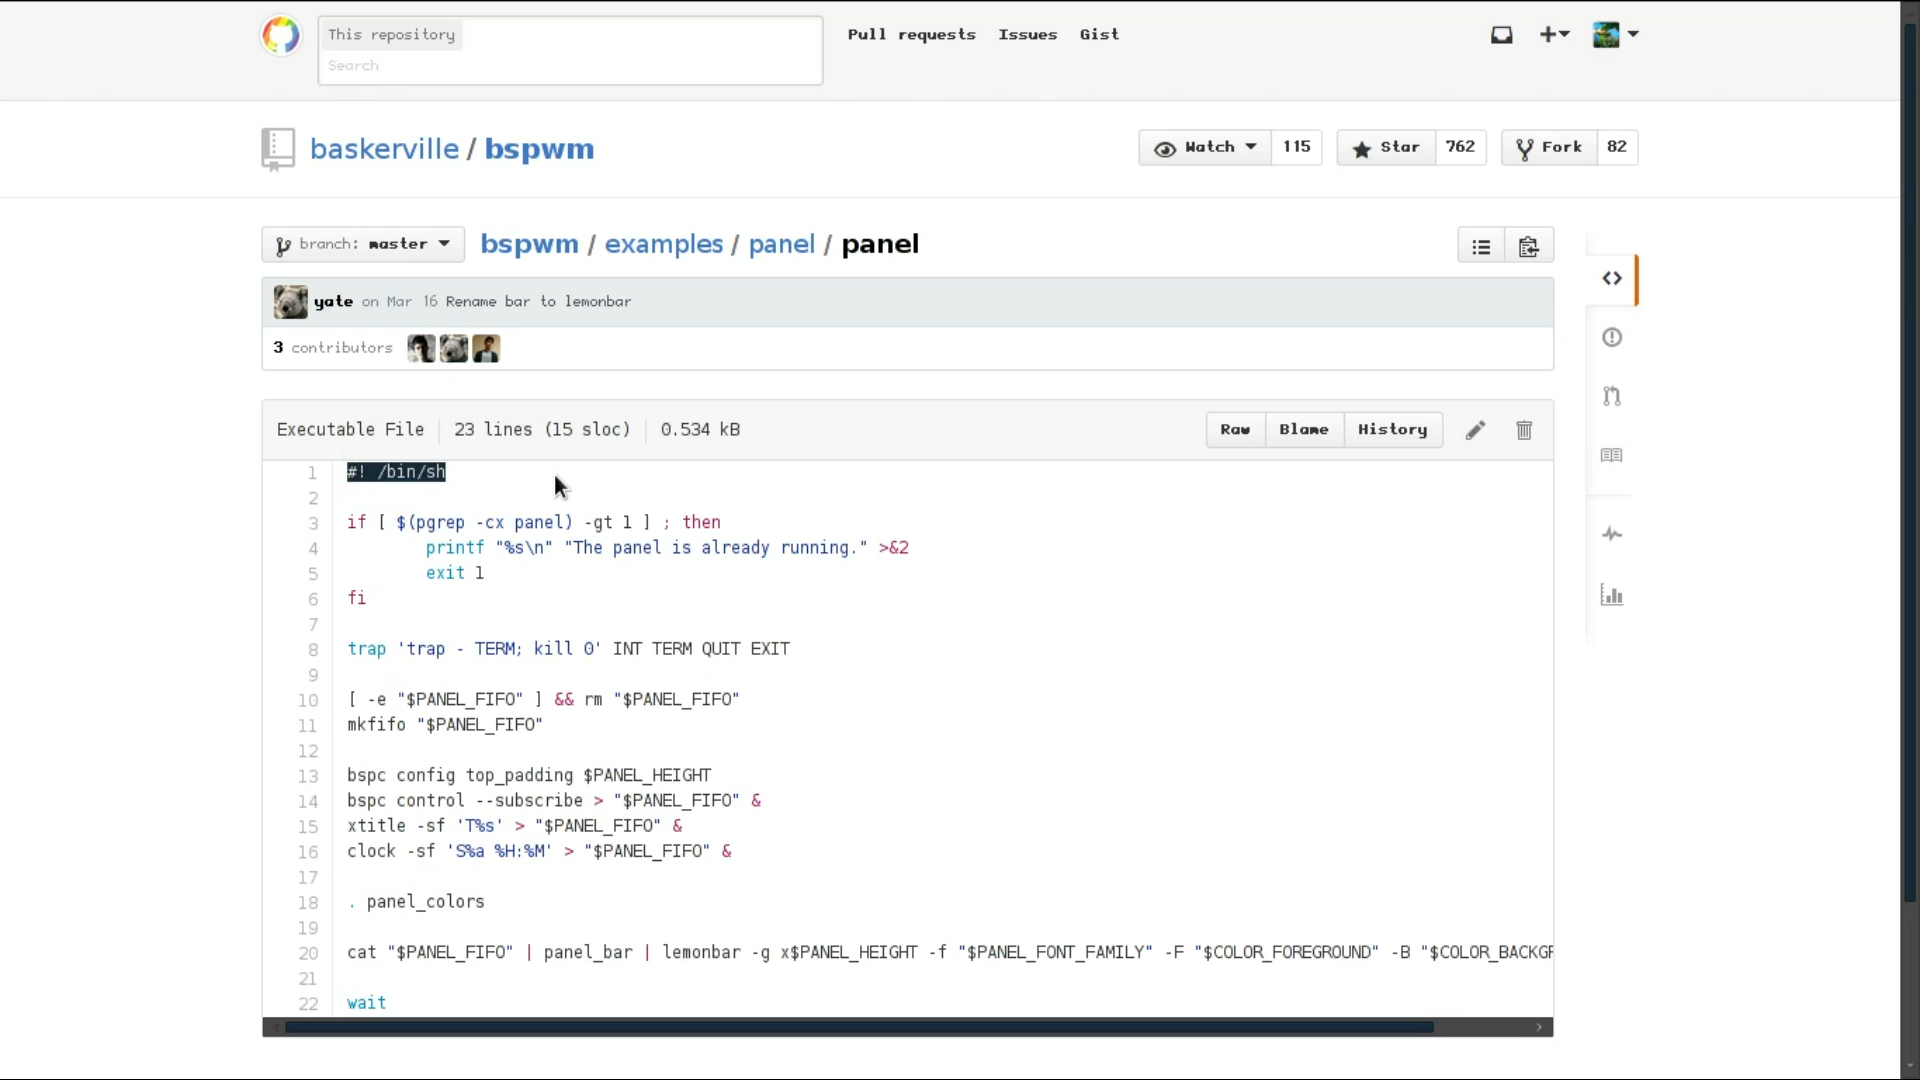 This repository
Search
Pull requests Issues Gist
baskerville / bspwm
Watch 115 Star 762 Fork 82
branch: master bspwm / examples / panel / panel
yate on Mar 16 Rename bar to lemonbar
3 contributors
Executable File 23 lines (15 sloc) 0.534 kB Raw Blame History
1 #! /bin/sh
2
3 if [ $(pgrep -cx panel) -gt 1 ] ; then
4 printf "%s\n" "The panel is already running." >&2
5 exit 1
6 fi
7
8 trap 'trap - TERM; kill 0' INT TERM QUIT EXIT
9
10 [ -e "$PANEL_FIFO" ] && rm "$PANEL_FIFO"
11 mkfifo "$PANEL_FIFO"
12
13 bspc config top_padding $PANEL_HEIGHT
14 bspc control --subscribe > "$PANEL_FIFO" &
15 xtitle -sf 'T%s' > "$PANEL_FIFO" &
16 clock -sf 'S%a %H:%M' > "$PANEL_FIFO" &
17
18 . panel_colors
19
20 cat "$PANEL_FIFO" | panel_bar | lemonbar -g x$PANEL_HEIGHT -f "$PANEL_FONT_FAMILY" -F "$COLOR_FOREGROUND" -B "$COLOR_BACKGR
21
22 wait